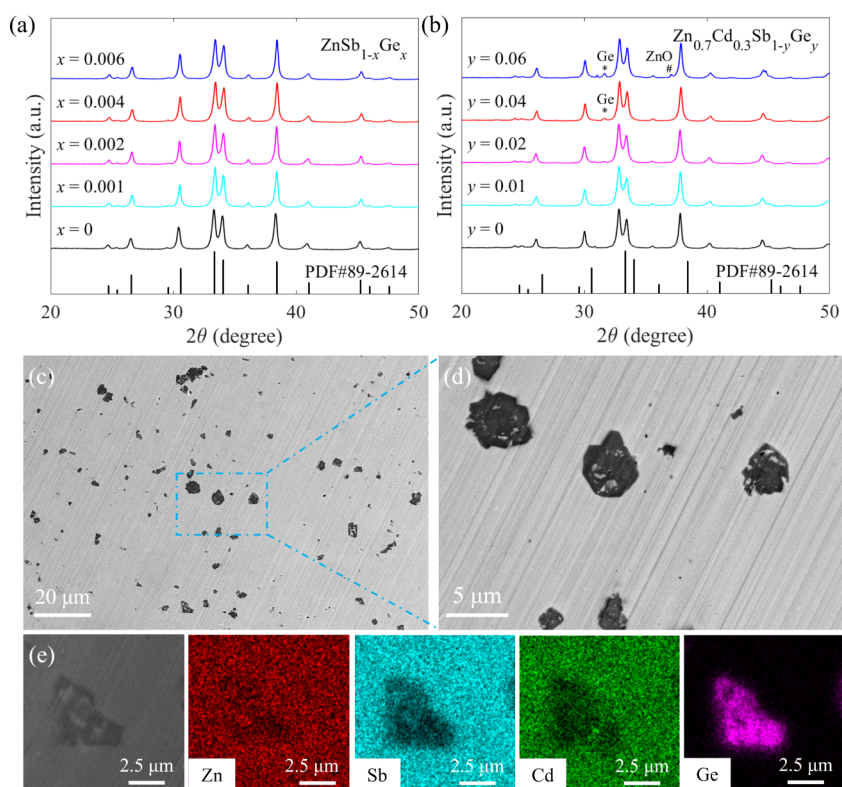 (a)
ZnSb1-xGex
x = 0.006
x = 0.004
x = 0.002
x = 0.001
x = 0
PDF#89-2614
Intensity (a.u.)
20 30 40 50
2θ (degree)
(b)
Zn0.7Cd0.3Sb1-yGey
y = 0.06
Ge
*
ZnO
#
y = 0.04
Ge
*
y = 0.02
y = 0.01
y = 0
PDF#89-2614
Intensity (a.u.)
20 30 40 50
2θ (degree)
(c)
20 μm
(d)
5 μm
(e)
2.5 μm
Zn
2.5 μm
Sb
2.5 μm
Cd
2.5 μm
Ge
2.5 μm